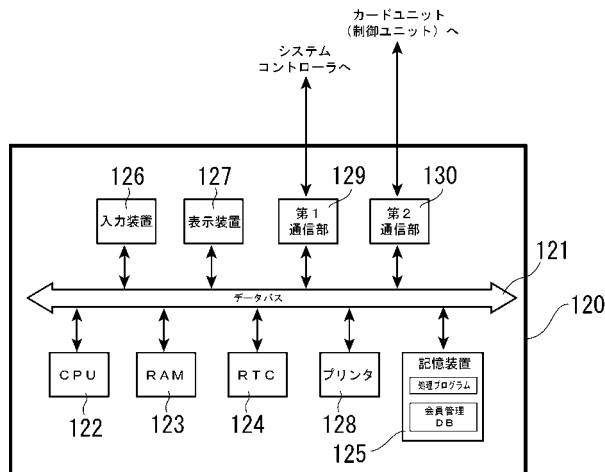 カードユニット
(制御ユニット)へ
システム
コントローラへ
126
127
129
130
入力装置
表示装置
第1
通信部
第2
通信部
121
データバス
120
CPU
RAM
RTC
プリンタ
記憶装置
処理プログラム
会員管理
DB
122
123
124
128
125